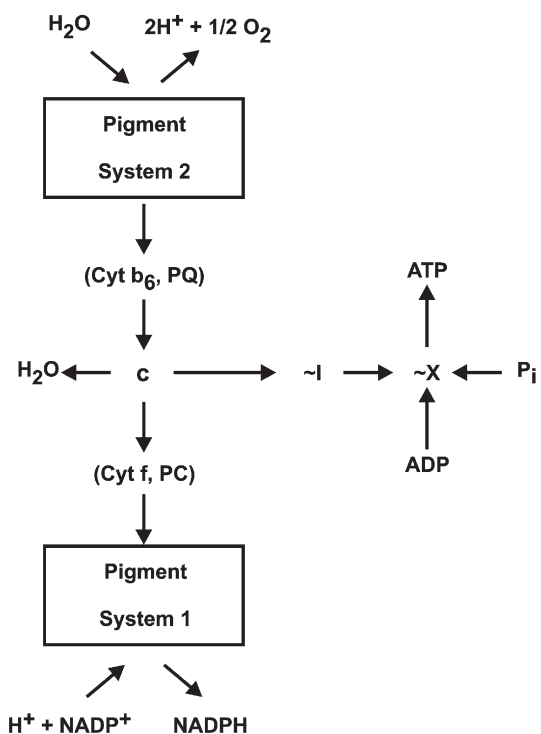 H₂O
2H⁺ + 1/2 O₂
Pigment
System 2
(Cyt b₆, PQ)
ATP
H₂O
c
~I
~X
Pᵢ
ADP
(Cyt f, PC)
Pigment
System 1
H⁺ + NADP⁺
NADPH